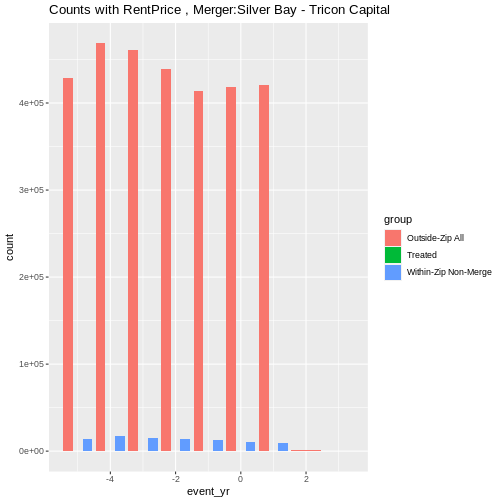 Counts with RentPrice , Merger:Silver Bay - Tricon Capital
4e+05
3e+05
2e+05
1e+05
0e+00
count
-4
-2
0
2
event_yr
group
Outside-Zip All
Treated
Within-Zip Non-Merge